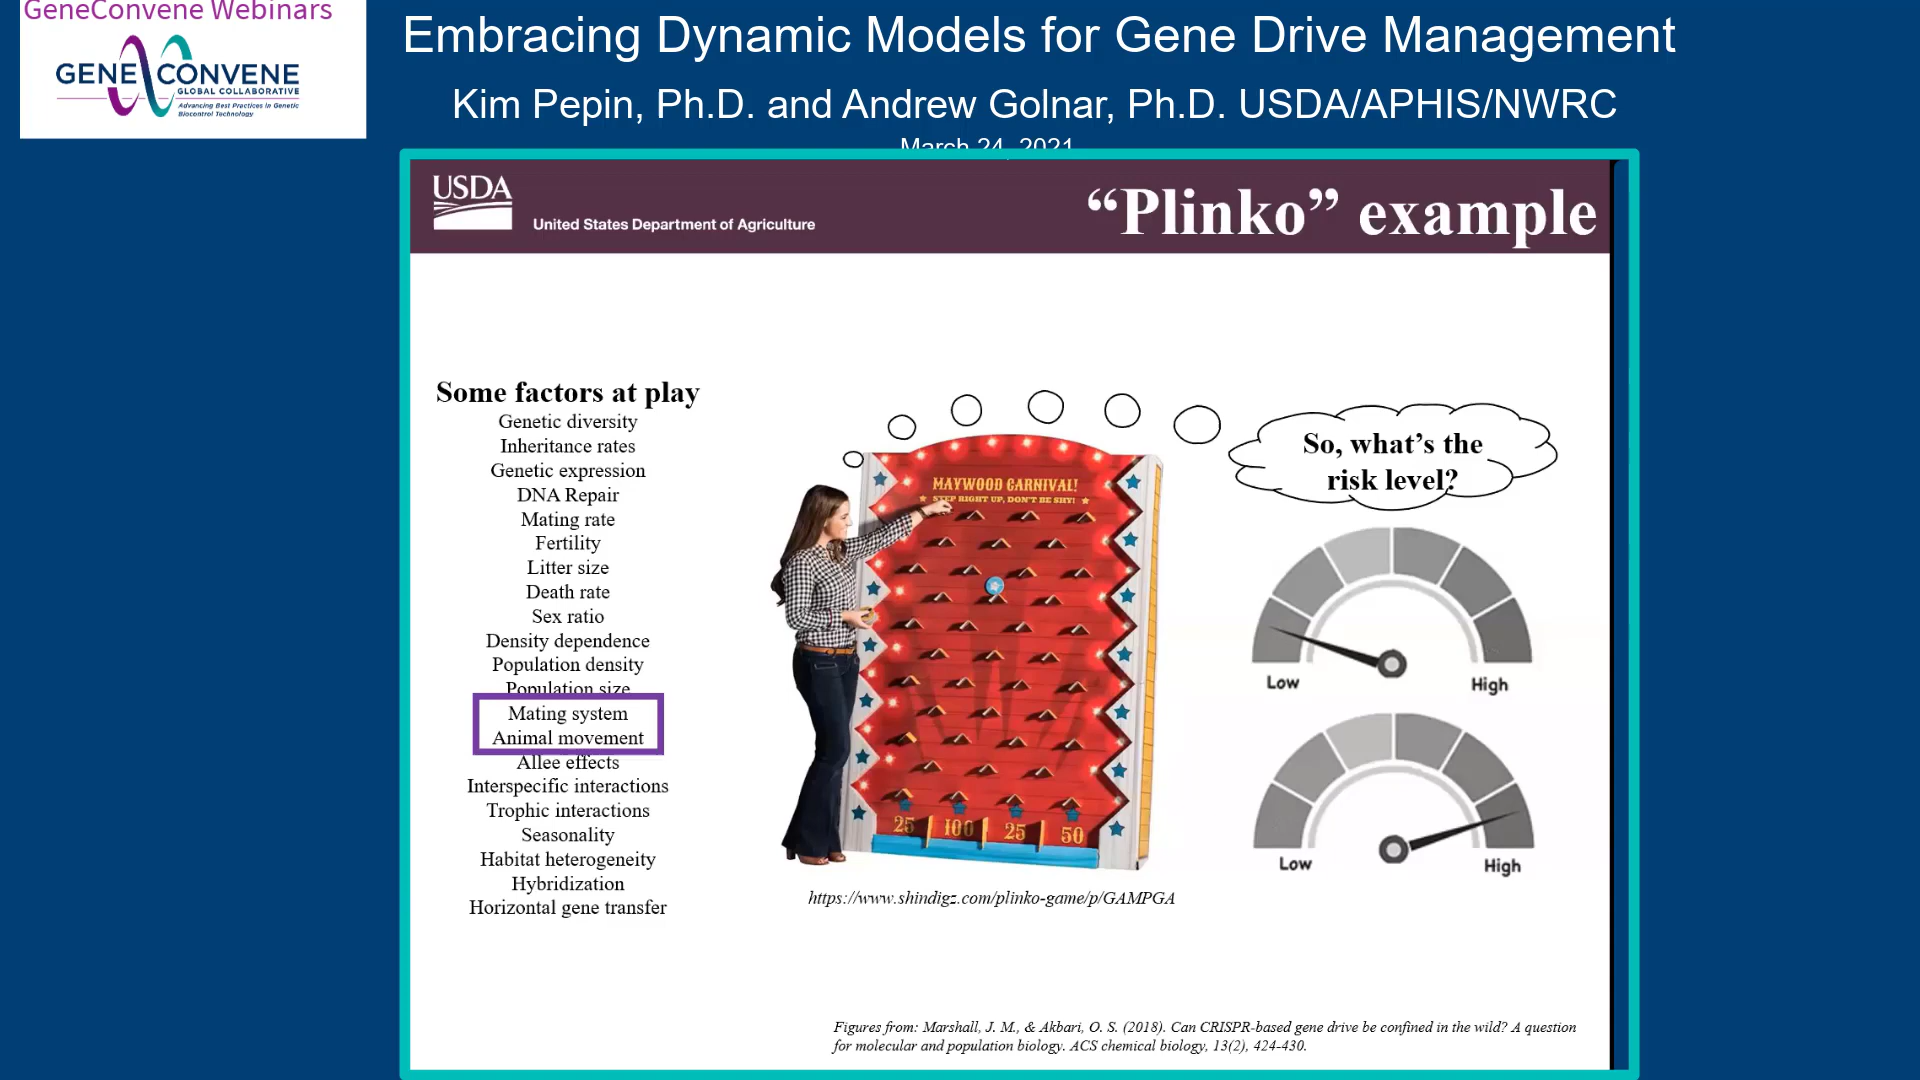 GeneConvene Webinars
GENE CONVENE
GLOBAL COLLABORATIVE
Advancing Best Practices in Genetic
Biocontrol Technology
Embracing Dynamic Models for Gene Drive Management
Kim Pepin, Ph.D. and Andrew Golnar, Ph.D. USDA/APHIS/NWRC
March 24, 2021
USDA
United States Department of Agriculture
“Plinko” example
Some factors at play
Genetic diversity
Inheritance rates
Genetic expression
DNA Repair
Mating rate
Fertility
Litter size
Death rate
Sex ratio
Density dependence
Population density
Population size
Mating system
Animal movement
Allee effects
Interspecific interactions
Trophic interactions
Seasonality
Habitat heterogeneity
Hybridization
Horizontal gene transfer
MAYWOOD CARNIVAL!
STEP RIGHT UP, DON'T BE SHY!
25 100 25 50
https://www.shindigz.com/plinko-game/p/GAMPGA
So, what’s the
risk level?
Low High
Low High
Figures from: Marshall, J. M., & Akbari, O. S. (2018). Can CRISPR-based gene drive be confined in the wild? A question
for molecular and population biology. ACS chemical biology, 13(2), 424-430.